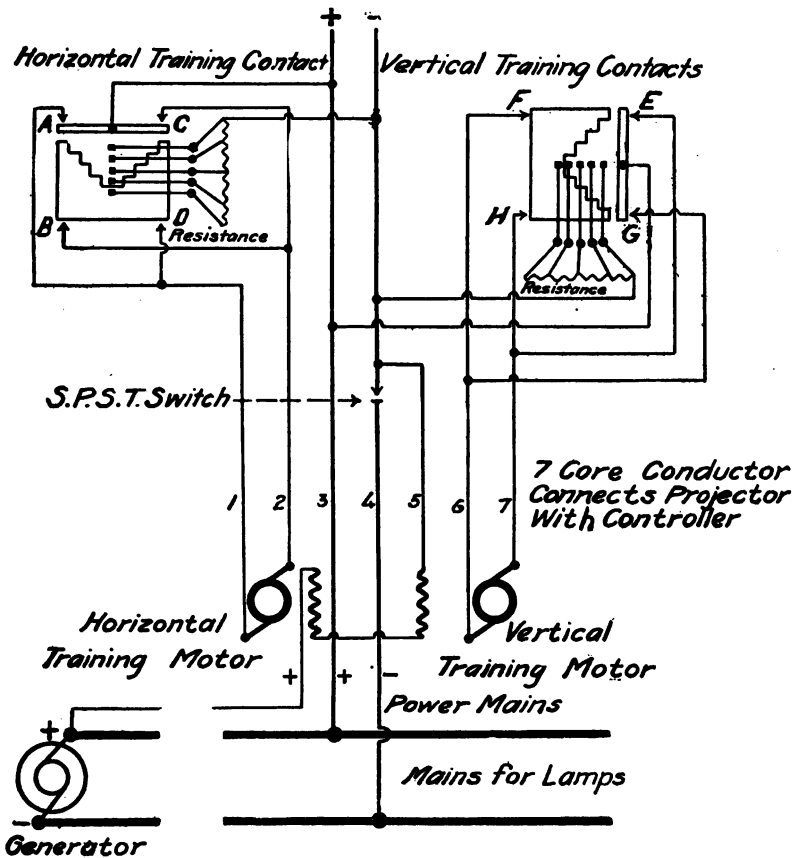 + -
Horizontal Training Contact
Vertical Training Contacts
A
C
B
D
Resistance
F
E
H
G
Resistance
S.P.S.T. Switch
1 2 3 4 5 6 7
7 Core Conductor
Connects Projector
With Controller
Horizontal
Training Motor
Vertical
Training Motor
+ + -
Power Mains
+
Mains for Lamps
-
Generator